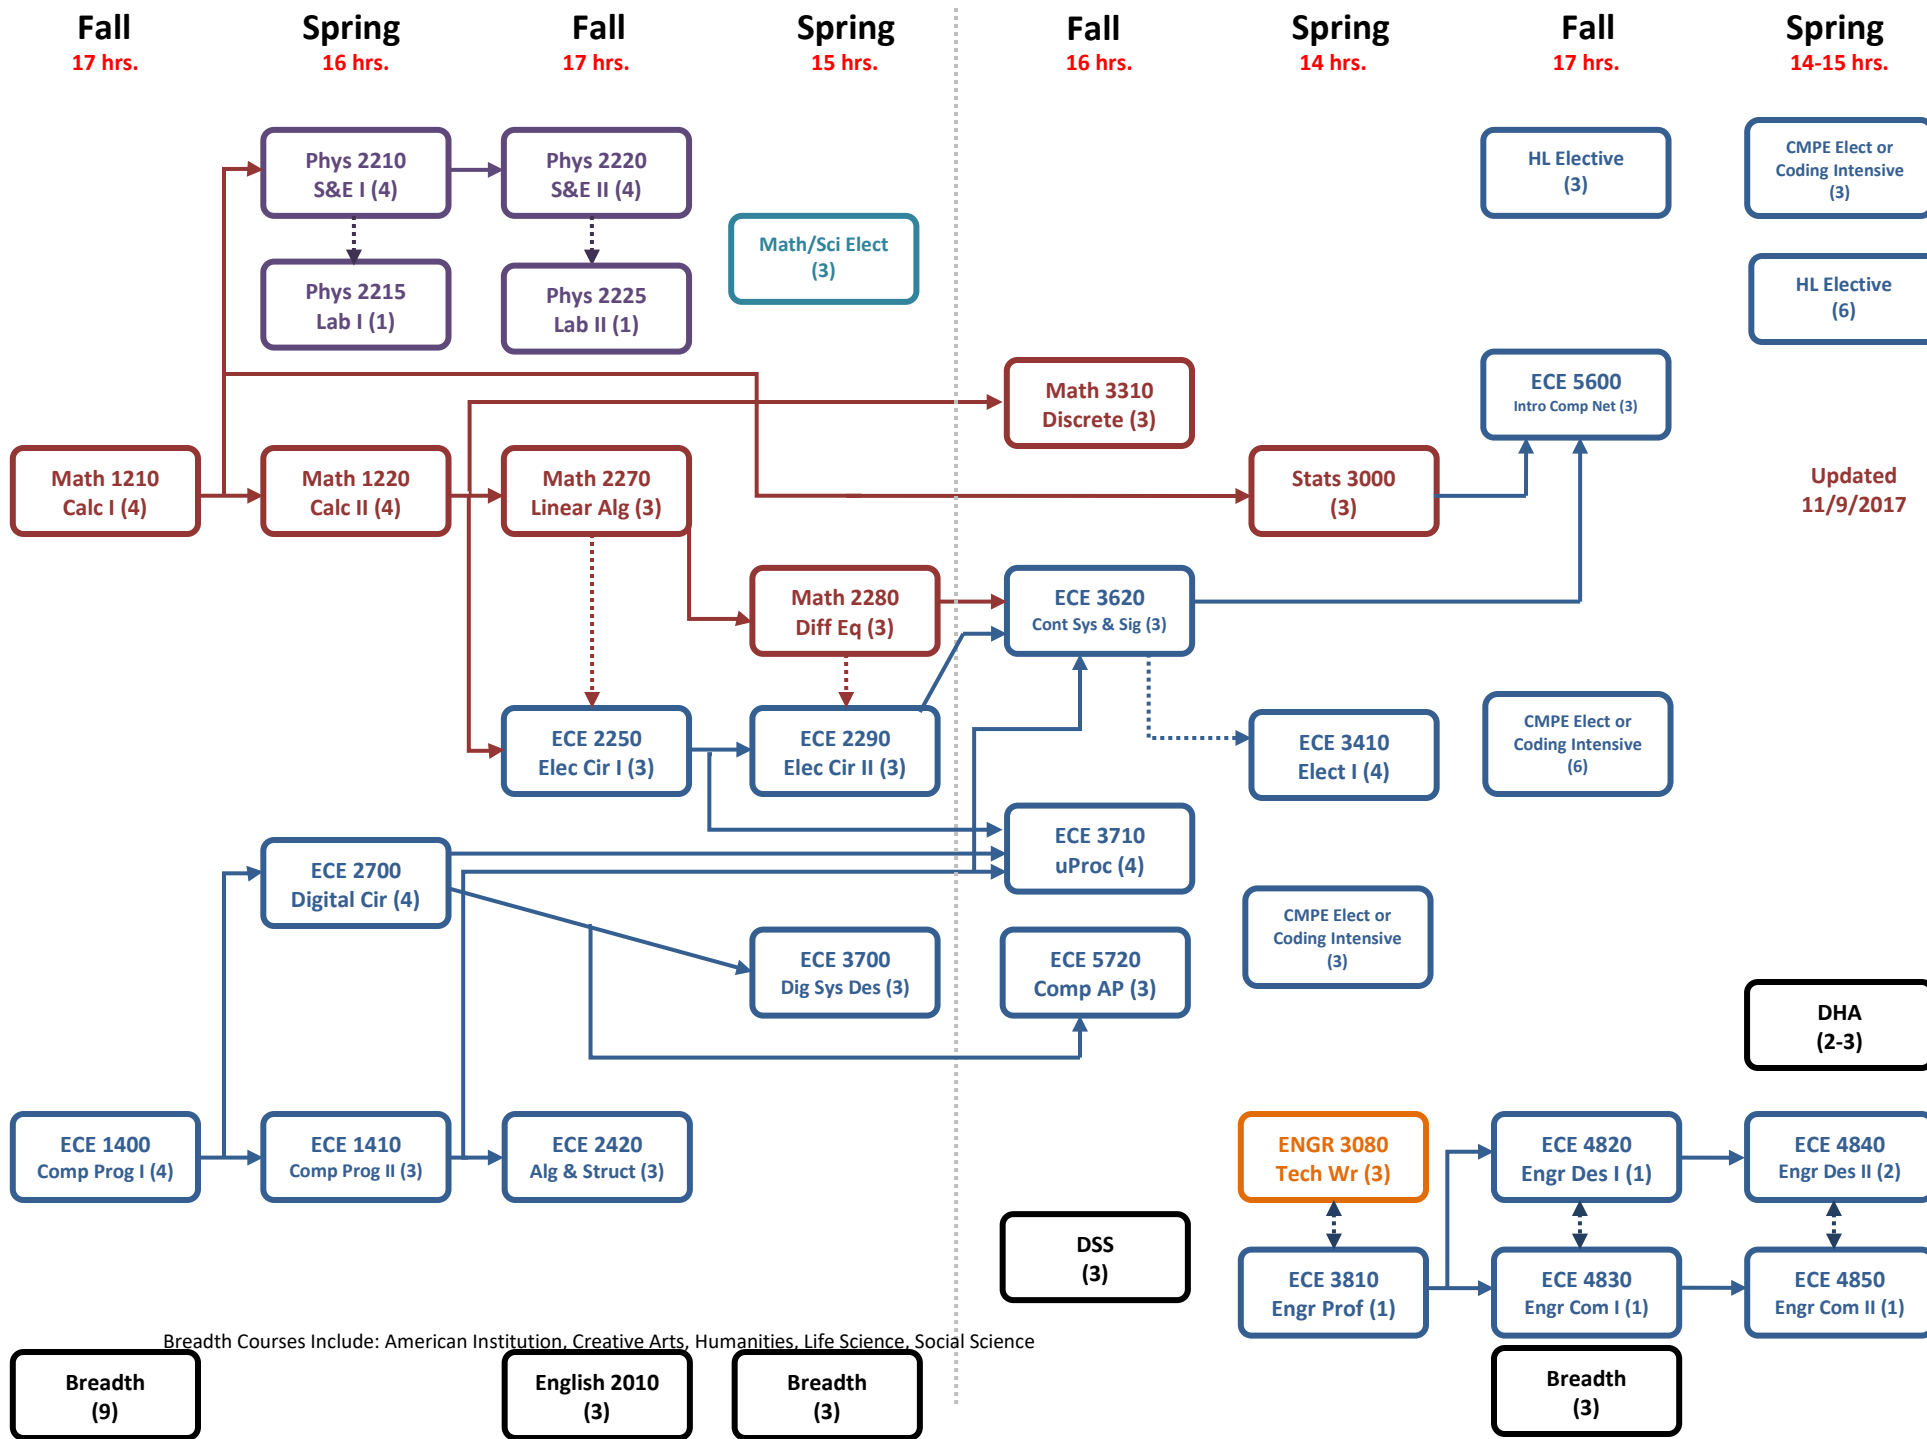 Fall
17 hrs.
Spring
16 hrs.
Fall
17 hrs.
Spring
15 hrs.
Fall
16 hrs.
Spring
14 hrs.
Fall
17 hrs.
Spring
14-15 hrs.
Phys 2210
S&E I (4)
Phys 2220
S&E II (4)
HL Elective
(3)
CMPE Elect or
Coding Intensive
(3)
Math/Sci Elect
(3)
Phys 2215
Lab I (1)
Phys 2225
Lab II (1)
HL Elective
(6)
Math 3310
Discrete (3)
ECE 5600
Intro Comp Net (3)
Math 1210
Calc I (4)
Math 1220
Calc II (4)
Math 2270
Linear Alg (3)
Stats 3000
(3)
Updated
11/9/2017
Math 2280
Diff Eq (3)
ECE 3620
Cont Sys & Sig (3)
ECE 2250
Elec Cir I (3)
ECE 2290
Elec Cir II (3)
ECE 3410
Elect I (4)
CMPE Elect or
Coding Intensive
(6)
ECE 2700
Digital Cir (4)
ECE 3710
uProc (4)
ECE 3700
Dig Sys Des (3)
ECE 5720
Comp AP (3)
CMPE Elect or
Coding Intensive
(3)
DHA
(2-3)
ECE 1400
Comp Prog I (4)
ECE 1410
Comp Prog II (3)
ECE 2420
Alg & Struct (3)
ENGR 3080
Tech Wr (3)
ECE 4820
Engr Des I (1)
ECE 4840
Engr Des II (2)
DSS
(3)
ECE 3810
Engr Prof (1)
ECE 4830
Engr Com I (1)
ECE 4850
Engr Com II (1)
Breadth Courses Include: American Institution, Creative Arts, Humanities, Life Science, Social Science
Breadth
(9)
English 2010
(3)
Breadth
(3)
Breadth
(3)